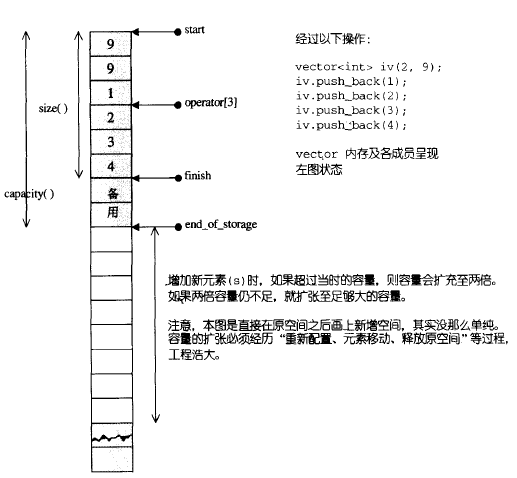 start
9
9
1
operator[3]
2
size( )
3
4
finish
capacity( )
备
用
end_of_storage
经过以下操作：
vector<int> iv(2, 9);
iv.push_back(1);
iv.push_back(2);
iv.push_back(3);
iv.push_back(4);
vector 内存及各成员呈现
左图状态
增加新元素(s)时，如果超过当时的容量，则容量会扩充至两倍。
如果两倍容量仍不足，就扩张至足够大的容量。
注意，本图是直接在原空间之后画上新增空间，其实没那么单纯。
容量的扩张必须经历“重新配置、元素移动、释放原空间”等过程，
工程浩大。